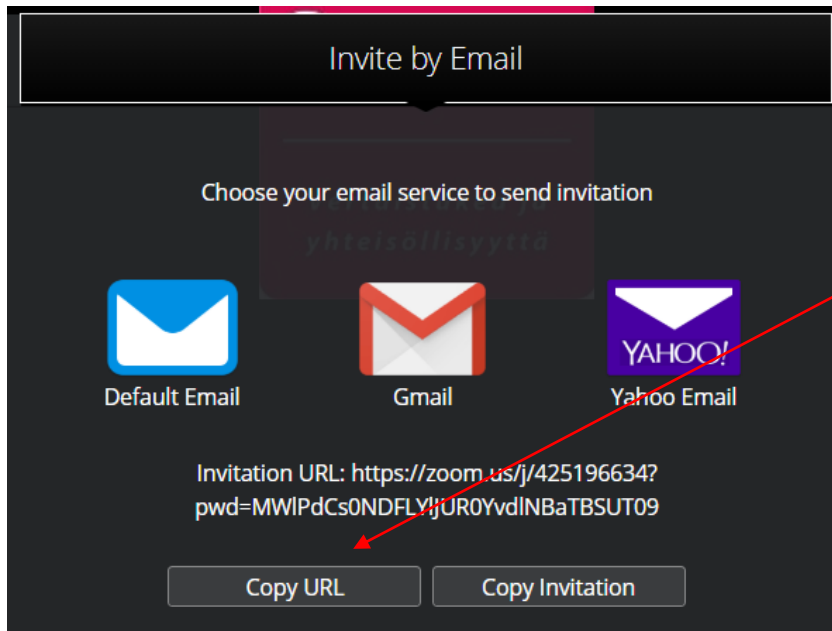 Invite by Email
Choose your email service to send invitation
yhteisöllisyyttä
YAHOO!
Default Email
Gmail
Yahoo Email
Invitation URL: https://zoom.us/j/425196634?
pwd=MWlPdCs0NDFLYljUR0YvdlNBaTBSUT09
Copy URL
Copy Invitation